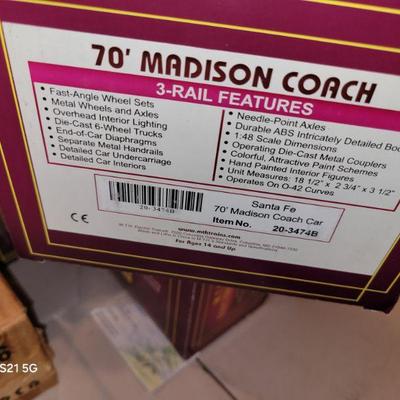 70' MADISON COACH
3-RAIL FEATURES
• Fast-Angle Wheel Sets
• Metal Wheels and Axles
• Overhead Interior Lighting
• Die-Cast 6-Wheel Trucks
• End-of-Car Diaphragms
• Separate Metal Handrails
• Detailed Car Undercarriage
• Detailed Car Interiors
• Needle-Point Axles
• Durable ABS Intricately Detailed Bod
• 1:48 Scale Dimensions
• Operating Die-Cast Metal Couplers
• Colorful, Attractive Paint Schemes
• Hand Painted Interior Figures
• Unit Measures: 18 1/2" x 2 3/4" x 3 1/2"
• Operates On O-42 Curves
20-3474B
Santa Fe
70' Madison Coach Car
Item No. 20-3474B
CE
www.mthtrains.com
For Ages 14 and Up
S21 5G